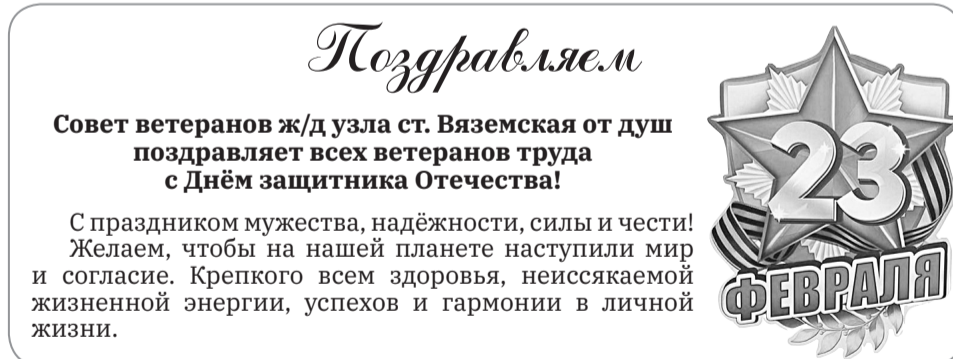 Поздравляем
Совет ветеранов ж/д узла ст. Вяземская от душ
поздравляет всех ветеранов труда
с Днём защитника Отечества!
С праздником мужества, надёжности, силы и чести!
Желаем, чтобы на нашей планете наступили мир
и согласие. Крепкого всем здоровья, неиссякаемой
жизненной энергии, успехов и гармонии в личной
жизни.
23
ФЕВРАЛЯ